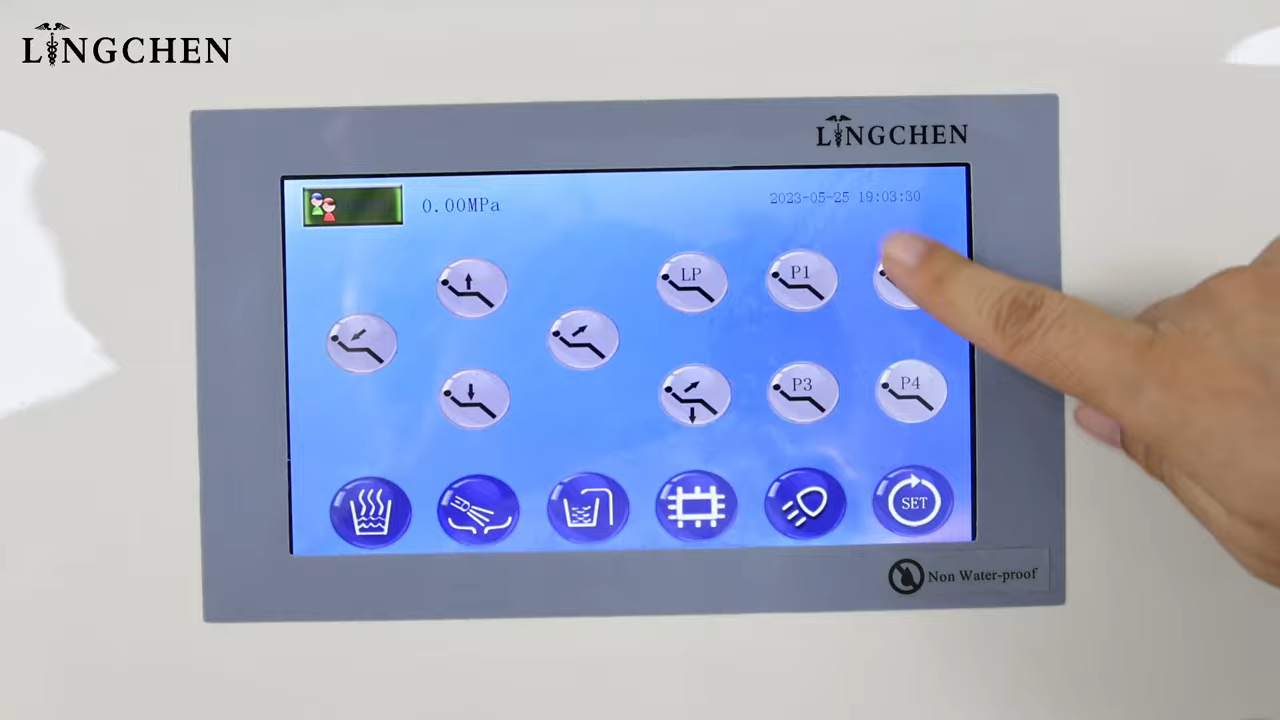 LINGCHEN
LINGCHEN
0.00MPa
2023-05-25 19:03:30
LP
P1
P3
P4
SET
Non Water-proof